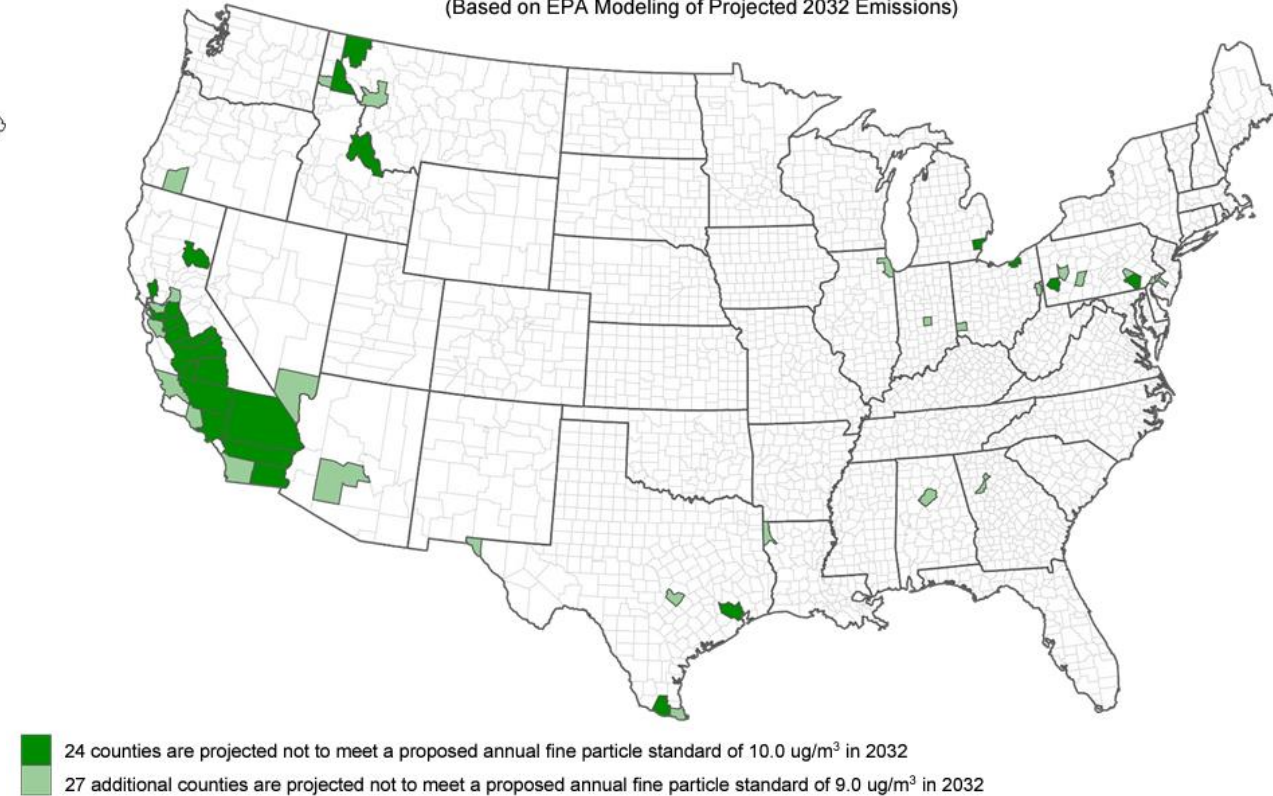 (Based on EPA Modeling of Projected 2032 Emissions)
24 counties are projected not to meet a proposed annual fine particle standard of 10.0 ug/m³ in 2032
27 additional counties are projected not to meet a proposed annual fine particle standard of 9.0 ug/m³ in 2032